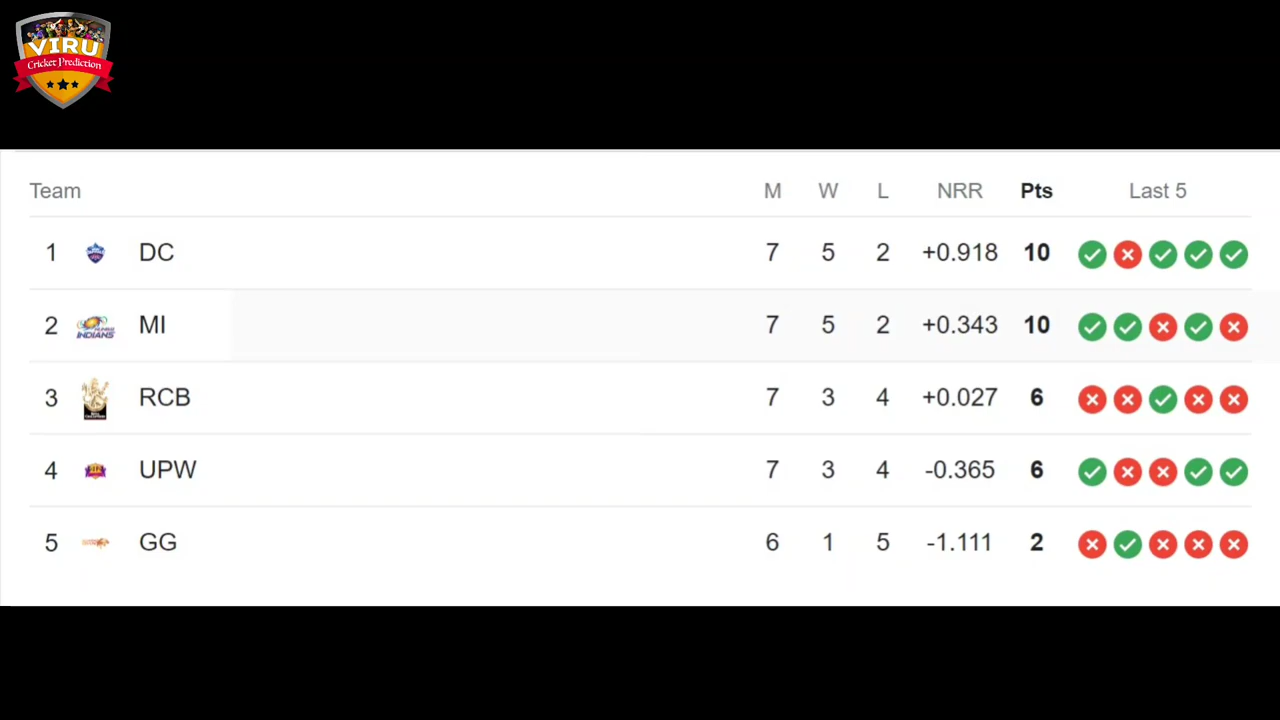 VIRU
Cricket Prediction
Team M W L NRR Pts Last 5
1 DC 7 5 2 +0.918 10
2 MI 7 5 2 +0.343 10
INDIANS
3 RCB 7 3 4 +0.027 6
4 UPW 7 3 4 -0.365 6
5 GG 6 1 5 -1.111 2